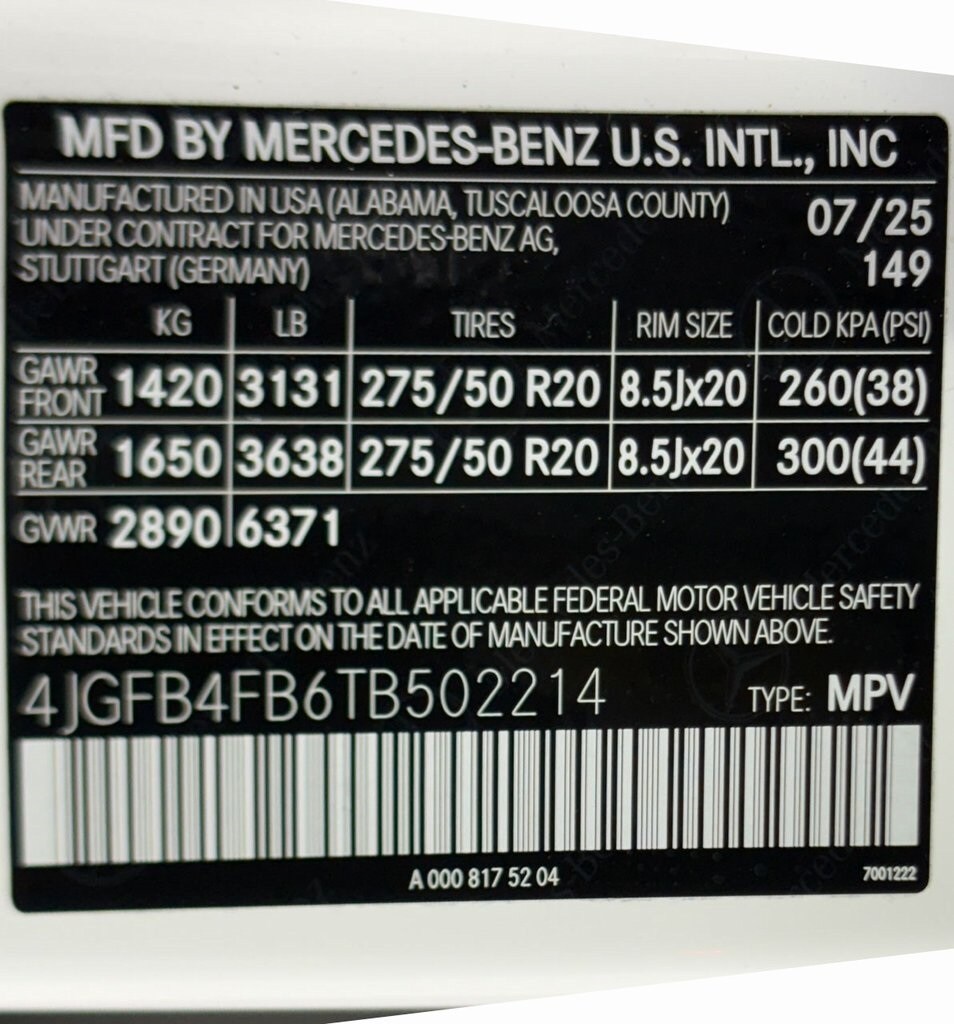 MFD BY MERCEDES-BENZ U.S. INTL., INC
MANUFACTURED IN USA (ALABAMA, TUSCALOOSA COUNTY) 07/25
UNDER CONTRACT FOR MERCEDES-BENZ AG,
STUTTGART (GERMANY) 149
KG LB TIRES RIM SIZE COLD KPA (PSI)
GAWR FRONT 1420 3131 275/50 R20 8.5Jx20 260(38)
GAWR REAR 1650 3638 275/50 R20 8.5Jx20 300(44)
GVWR 2890 6371
THIS VEHICLE CONFORMS TO ALL APPLICABLE FEDERAL MOTOR VEHICLE SAFETY
STANDARDS IN EFFECT ON THE DATE OF MANUFACTURE SHOWN ABOVE.
4JGFB4FB6TB502214 TYPE: MPV
A 000 817 52 04 7001222